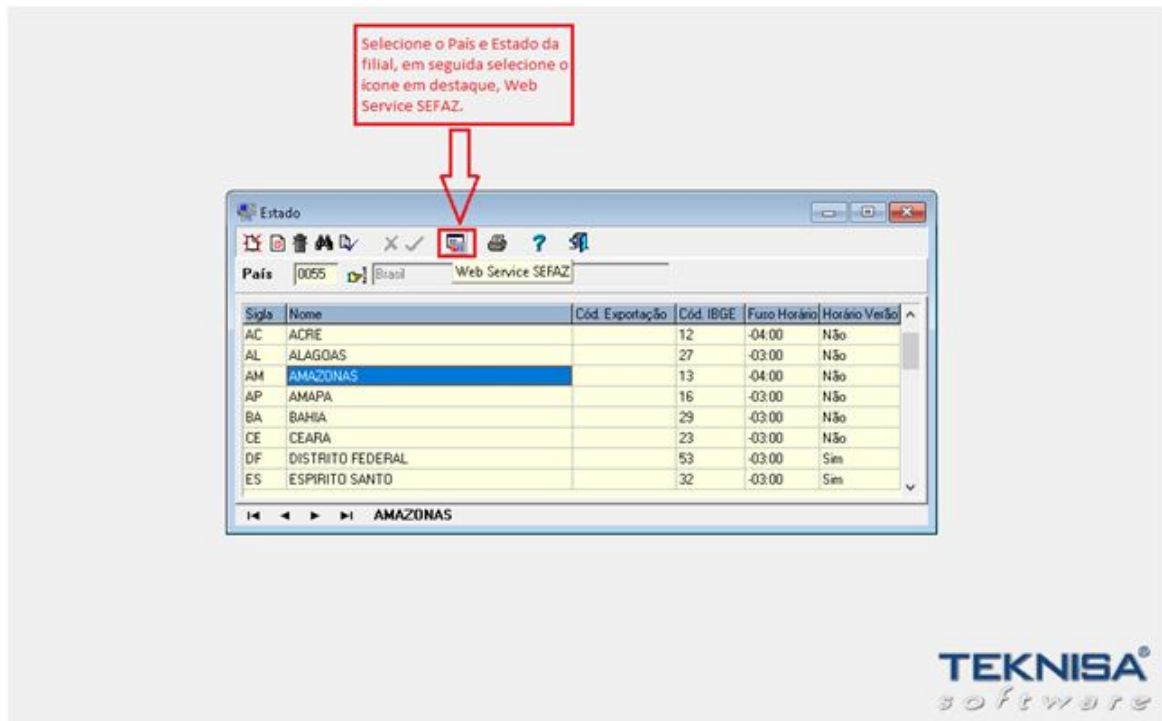 Selecione o País e Estado da
filial, em seguida selecione o
ícone em destaque, Web
Service SEFAZ.
Estado
País 0055 Brasil Web Service SEFAZ
Sigla Nome Cód. Exportação Cód. IBGE Fuso Horário Horário Verão
AC ACRE 12 -04:00 Não
AL ALAGOAS 27 -03:00 Não
AM AMAZONAS 13 -04:00 Não
AP AMAPA 16 -03:00 Não
BA BAHIA 29 -03:00 Não
CE CEARA 23 -03:00 Não
DF DISTRITO FEDERAL 53 -03:00 Sim
ES ESPIRITO SANTO 32 -03:00 Sim
AMAZONAS
TEKNISA®
software